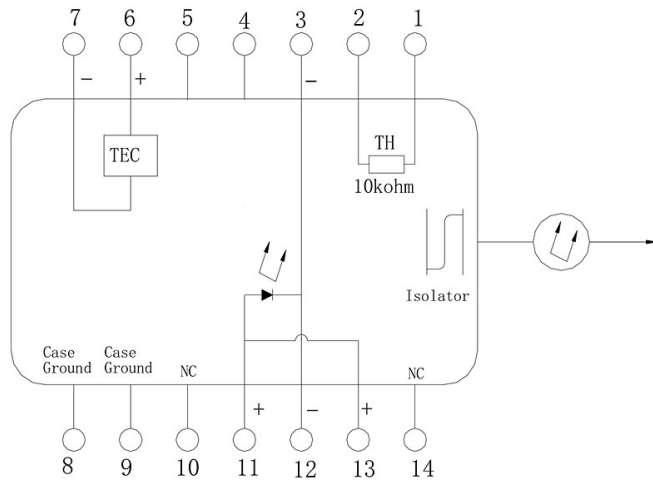 7 6 5 4 3 2 1
− + −
TH
TEC
10kohm
Isolator
Case Ground
Case Ground
NC
NC
+ − +
8 9 10 11 12 13 14